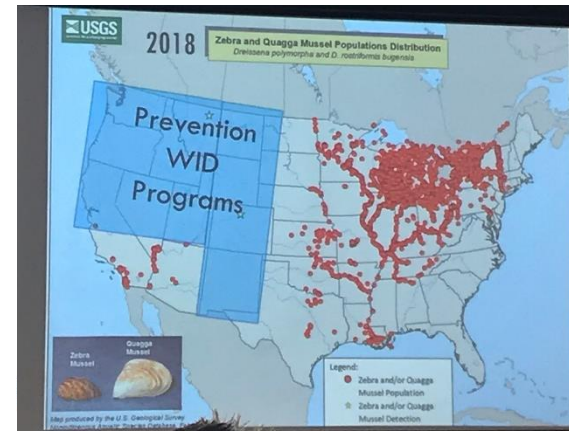 USGS
2018
Zebra and Quagga Mussel Populations Distribution
Dreissena polymorpha and D. rostriformis bugensis
Prevention
WID
Programs
Zebra
Mussel
Quagga
Mussel
Legend:
Zebra and/or Quagga
Mussel Population
Zebra and/or Quagga
Mussel Detection
Map produced by the U.S. Geological Survey
Species Database,